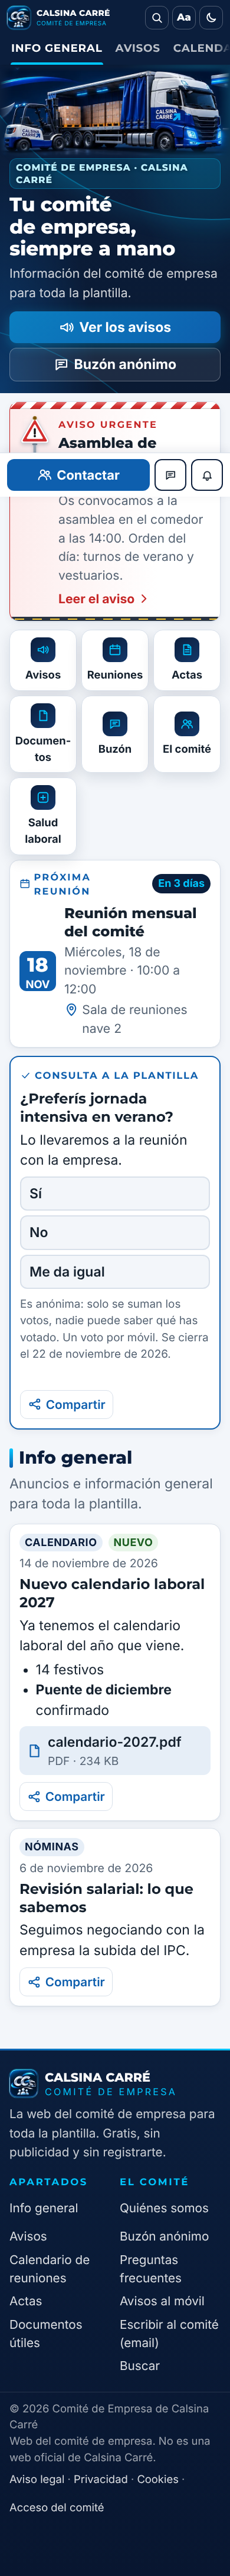 CALSINA CARRÉ
COMITÉ DE EMPRESA
Aa
INFO GENERAL
AVISOS
CALENDA
COMITÉ DE EMPRESA · CALSINA
CARRÉ
Tu comité
de empresa,
siempre a mano
Información del comité de empresa
para toda la plantilla.
Ver los avisos
Buzón anónimo
AVISO URGENTE
Asamblea de
Contactar
Os convocamos a la
asamblea en el comedor
a las 14:00. Orden del
día: turnos de verano y
vestuarios.
Leer el aviso
Avisos
Reuniones
Actas
Documen-
tos
Buzón
El comité
Salud
laboral
PRÓXIMA
REUNIÓN
En 3 días
18
NOV
Reunión mensual
del comité
Miércoles, 18 de
noviembre · 10:00 a
12:00
Sala de reuniones
nave 2
CONSULTA A LA PLANTILLA
¿Preferís jornada
intensiva en verano?
Lo llevaremos a la reunión
con la empresa.
Sí
No
Me da igual
Es anónima: solo se suman los
votos, nadie puede saber qué has
votado. Un voto por móvil. Se cierra
el 22 de noviembre de 2026.
Compartir
Info general
Anuncios e información general
para toda la plantilla.
CALENDARIO
NUEVO
14 de noviembre de 2026
Nuevo calendario laboral
2027
Ya tenemos el calendario
laboral del año que viene.
• 14 festivos
• Puente de diciembre
confirmado
calendario-2027.pdf
PDF · 234 KB
Compartir
NÓMINAS
6 de noviembre de 2026
Revisión salarial: lo que
sabemos
Seguimos negociando con la
empresa la subida del IPC.
Compartir
CALSINA CARRÉ
COMITÉ DE EMPRESA
La web del comité de empresa para
toda la plantilla. Gratis, sin
publicidad y sin registrarte.
APARTADOS
Info general
Avisos
Calendario de
reuniones
Actas
Documentos
útiles
EL COMITÉ
Quiénes somos
Buzón anónimo
Preguntas
frecuentes
Avisos al móvil
Escribir al comité
(email)
Buscar
© 2026 Comité de Empresa de Calsina
Carré
Web del comité de empresa. No es una
web oficial de Calsina Carré.
Aviso legal · Privacidad · Cookies ·
Acceso del comité